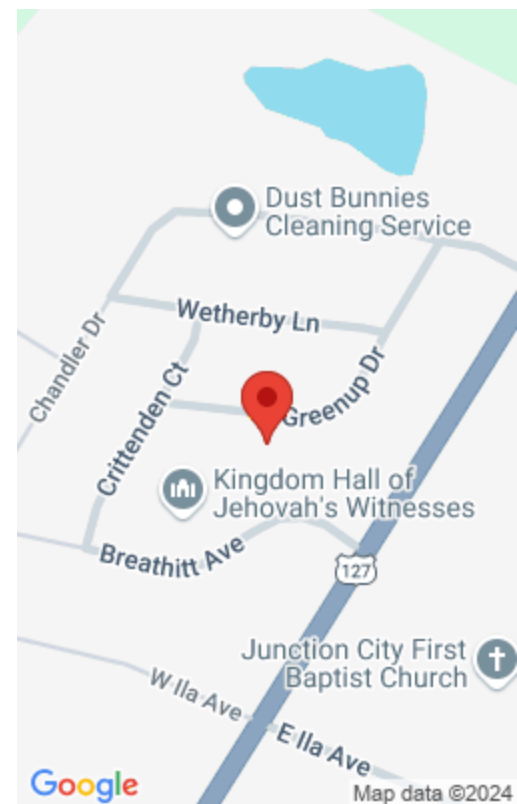 Dust Bunnies
Cleaning Service
Wetherby Ln
Chandler Dr
Greenup Dr
Crittenden Ct
Kingdom Hall of
Jehovah's Witnesses
Breathitt Ave
127
Junction City First
Baptist Church
W Ila Ave
E Ila Ave
Google
Map data ©2024